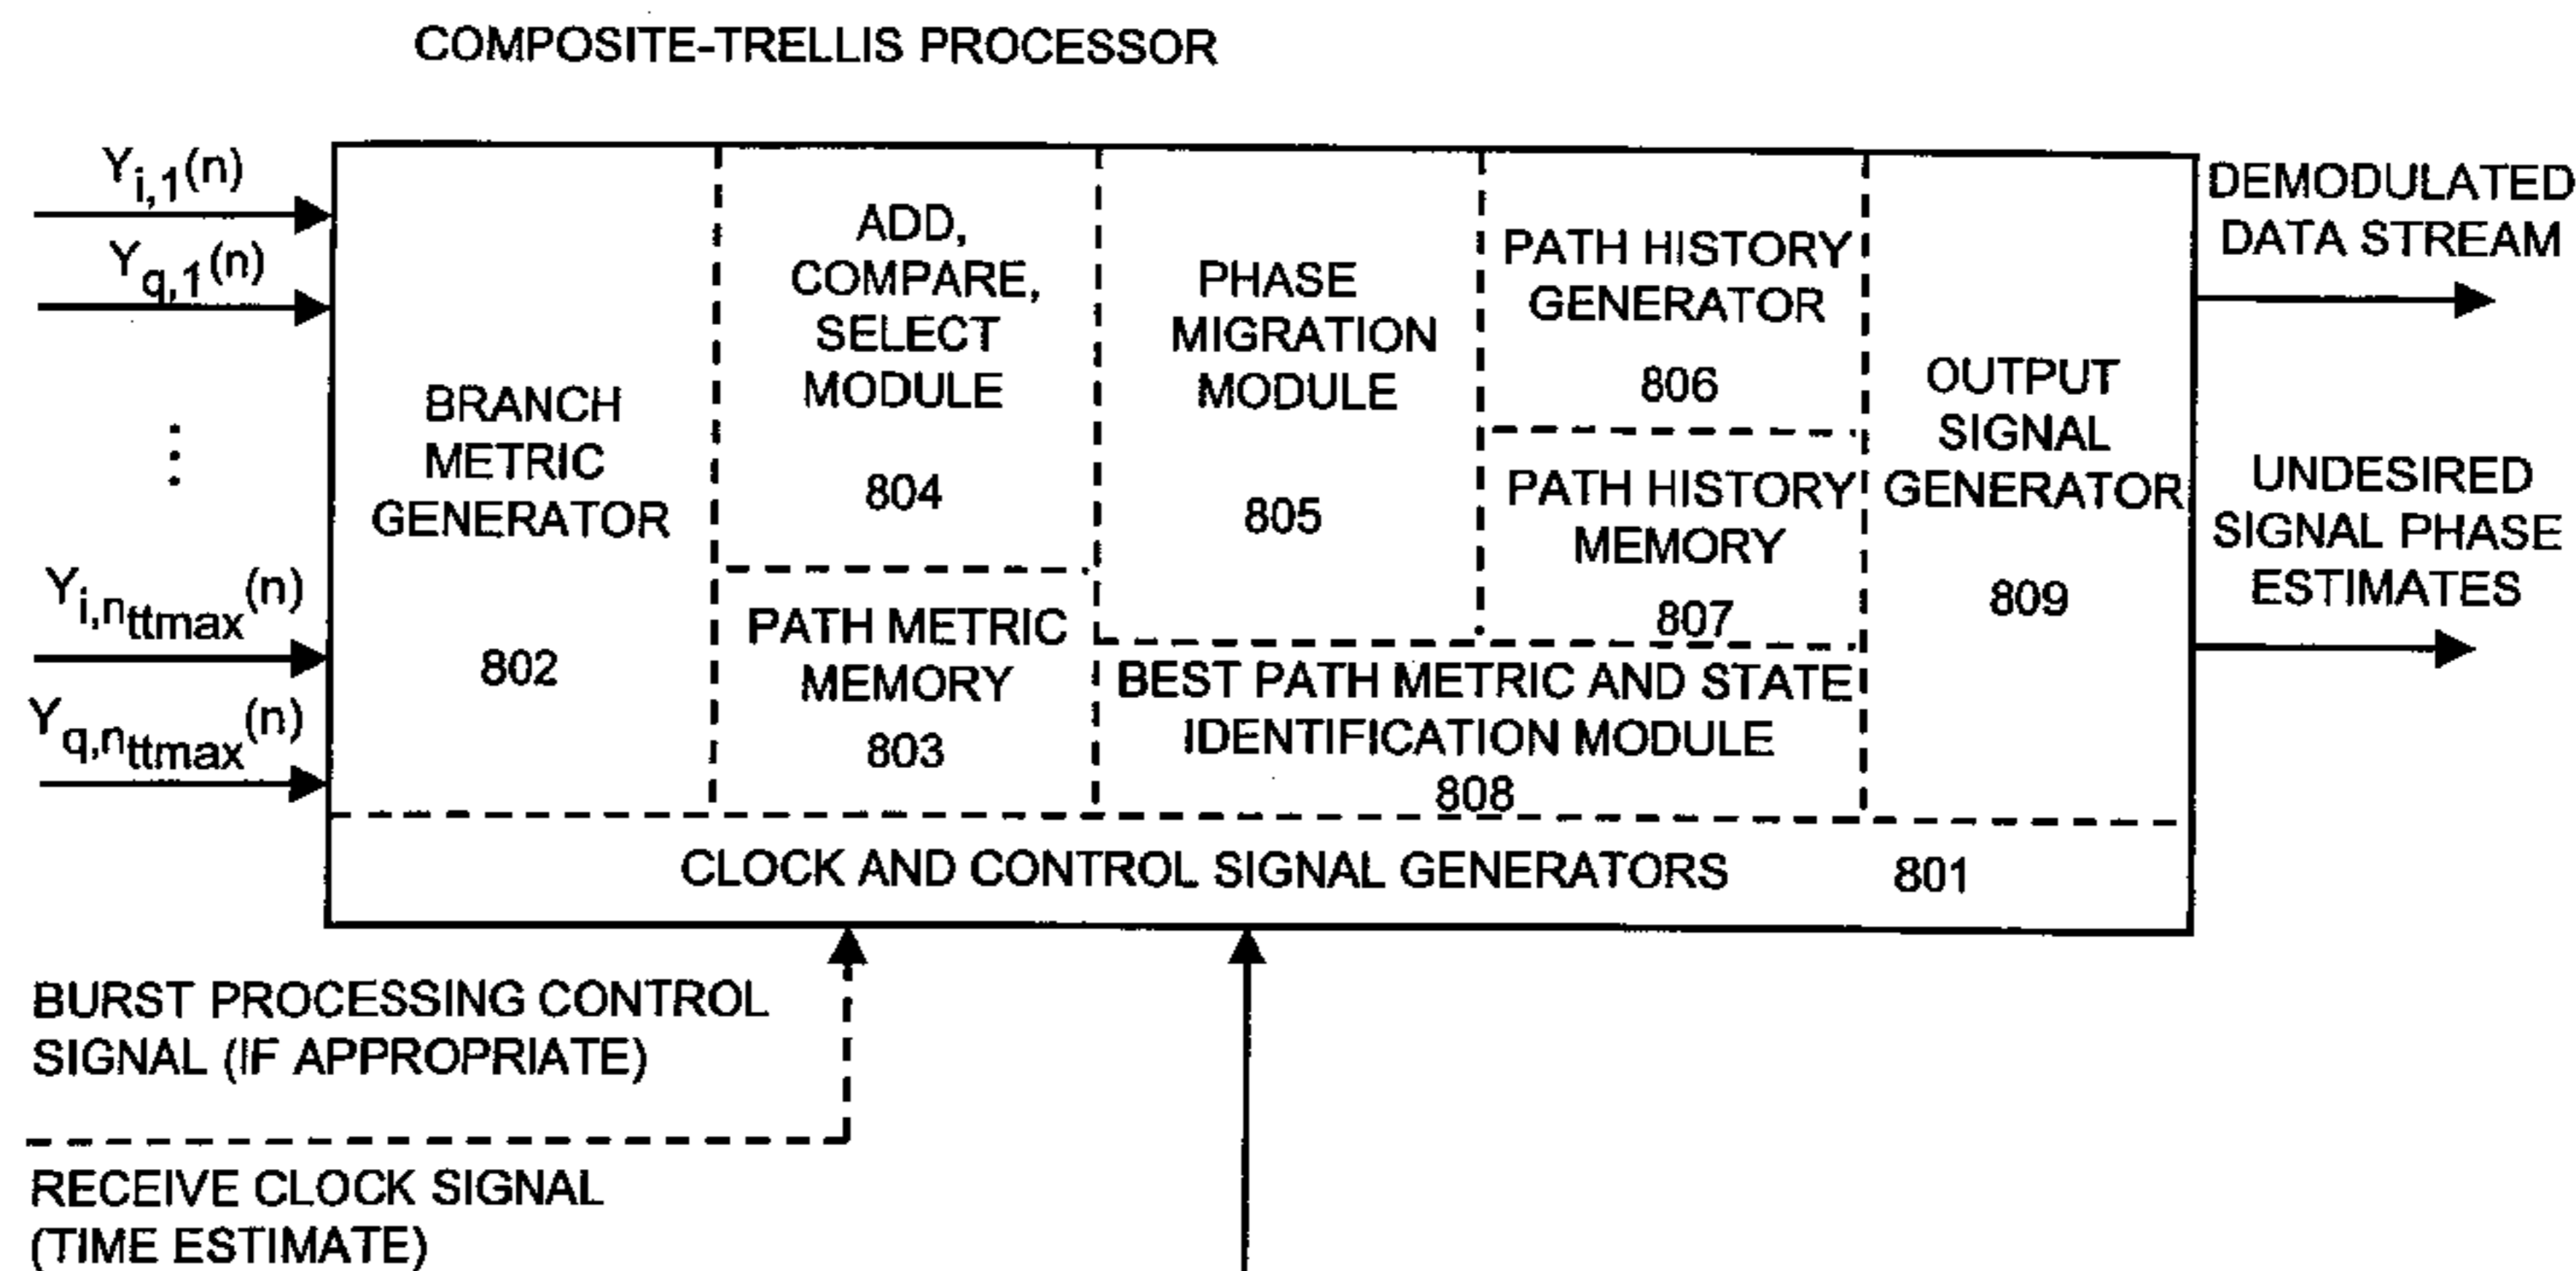 COMPOSITE-TRELLIS PROCESSOR
Yi,1(n)
Yq,1(n)
Yi,nttmax(n)
Yq,nttmax(n)
BRANCH
METRIC
GENERATOR
802
ADD,
COMPARE,
SELECT
MODULE
804
PATH METRIC
MEMORY
803
PHASE
MIGRATION
MODULE
805
PATH HISTORY
GENERATOR
806
PATH HISTORY
MEMORY
807
BEST PATH METRIC AND STATE
IDENTIFICATION MODULE
808
OUTPUT
SIGNAL
GENERATOR
809
CLOCK AND CONTROL SIGNAL GENERATORS 801
DEMODULATED
DATA STREAM
UNDESIRED
SIGNAL PHASE
ESTIMATES
BURST PROCESSING CONTROL
SIGNAL (IF APPROPRIATE)
RECEIVE CLOCK SIGNAL
(TIME ESTIMATE)